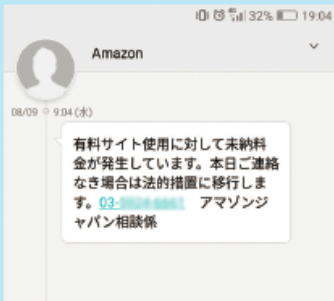 32% 19:04
Amazon
08/09 9:04 (水)
有料サイト使用に対して未納料
金が発生しています。本日ご連絡
なき場合は法的措置に移行しま
す。03- アマゾンジ
ャパン相談係